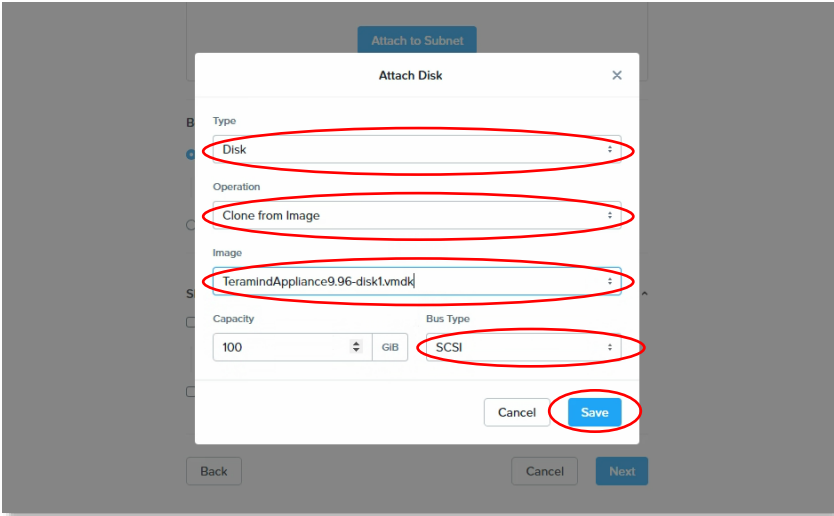 Attach to Subnet
Attach Disk
B
Type
Disk
Operation
Clone from Image
Image
TeramindAppliance9.96-disk1.vmdk
S
Capacity
Bus Type
100
GiB
SCSI
Cancel
Save
Back
Cancel
Next